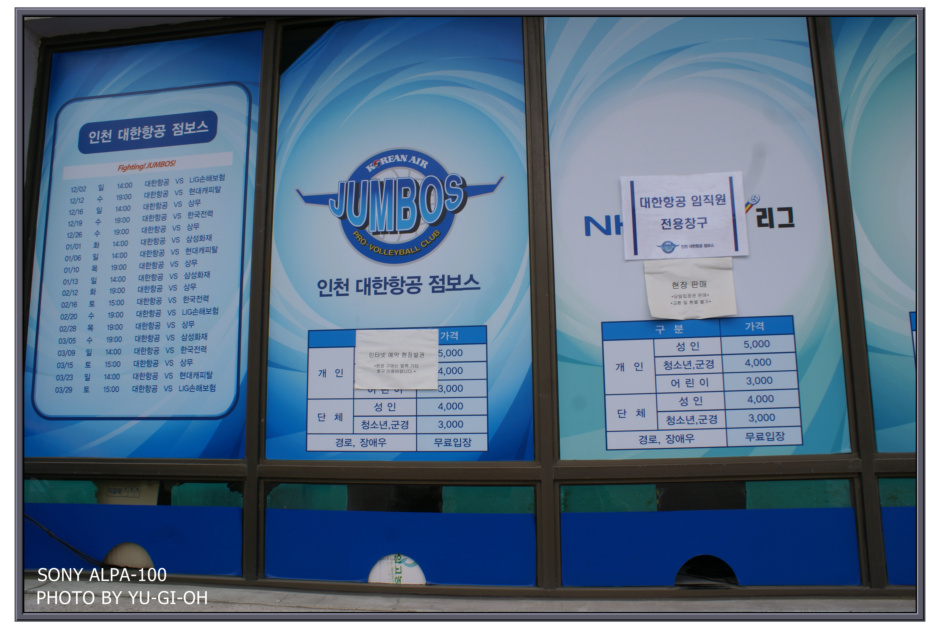 인천 대한항공 점보스
Fighting! JUMBOS!
12/02 일 14:00 대한항공 VS LIG손해보험
12/12 수 19:00 대한항공 VS 현대캐피탈
12/16 일 14:00 대한항공 VS 상무
12/19 수 19:00 대한항공 VS 한국전력
12/26 수 19:00 대한항공 VS 상무
01/01 화 14:00 대한항공 VS 삼성화재
01/06 일 14:00 대한항공 VS 현대캐피탈
01/10 목 19:00 대한항공 VS 상무
01/13 일 14:00 대한항공 VS 삼성화재
02/12 화 19:00 대한항공 VS 상무
02/16 토 15:00 대한항공 VS 한국전력
02/20 수 19:00 대한항공 VS LIG손해보험
02/28 목 19:00 대한항공 VS 상무
03/05 수 19:00 대한항공 VS 삼성화재
03/09 일 14:00 대한항공 VS 한국전력
03/15 토 15:00 대한항공 VS 상무
03/23 일 14:00 대한항공 VS 현대캐피탈
03/29 토 15:00 대한항공 VS LIG손해보험
KOREAN AIR
JUMBOS
PRO-VOLLEYBALL CLUB
인천 대한항공 점보스
가격
인터넷 예약 현장발권
5,000
개 인 4,000
어 린 이 3,000
단 체 성 인 4,000
청소년,군경 3,000
경로, 장애우 무료입장
대한항공 임직원
전용창구
인천 대한항공 점보스
NH 리그
현장 판매
구 분 가격
개 인 성 인 5,000
청소년,군경 4,000
어 린 이 3,000
단 체 성 인 4,000
청소년,군경 3,000
경로, 장애우 무료입장
SONY ALPA-100
PHOTO BY YU-GI-OH